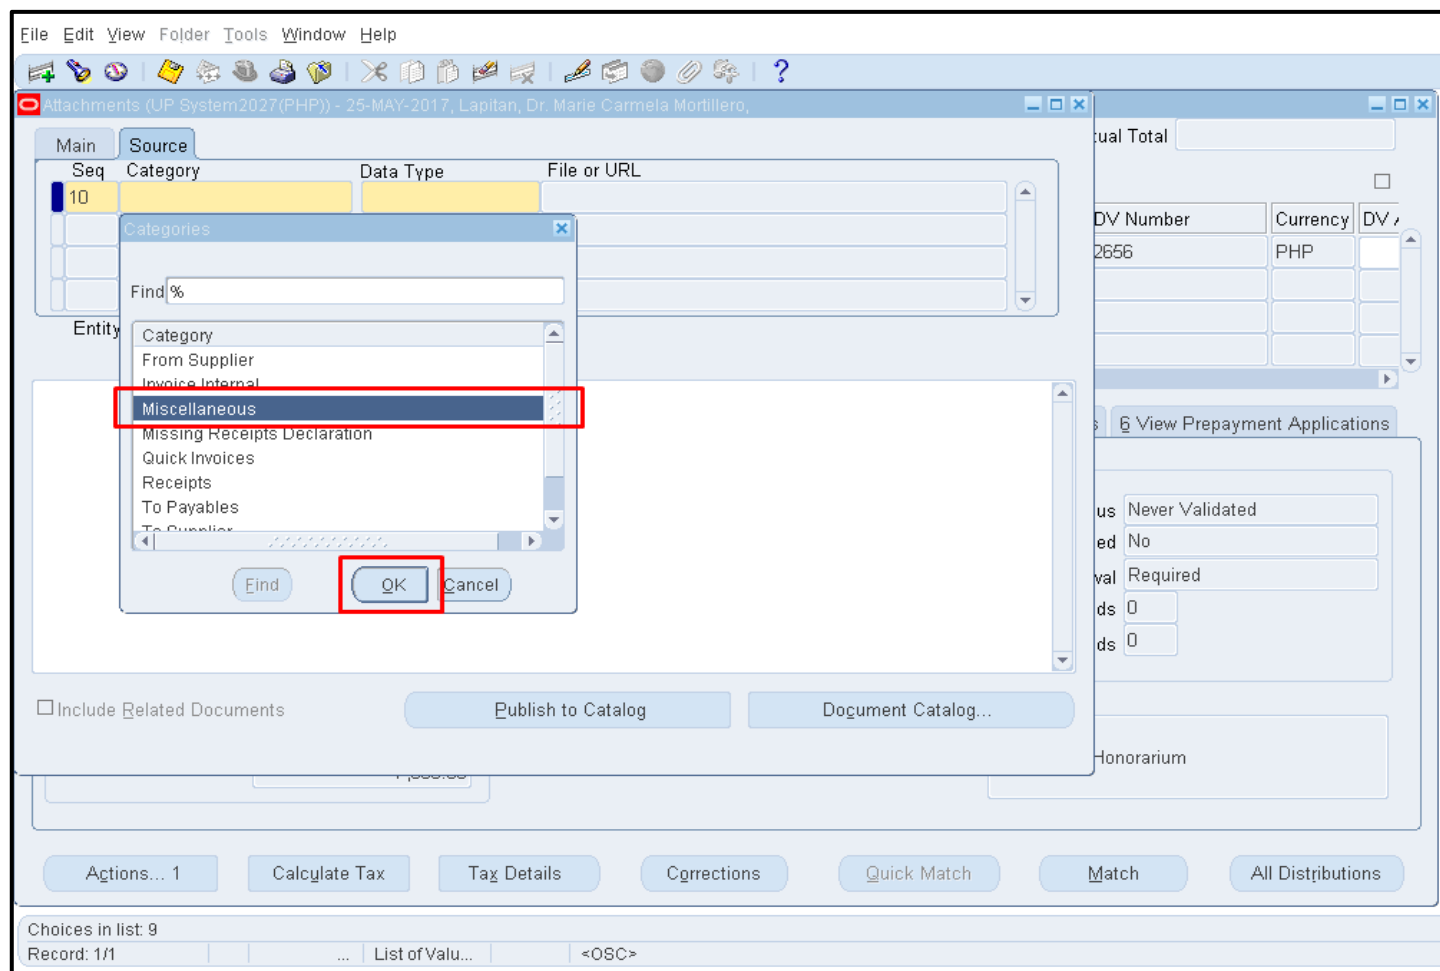 File Edit View Folder Tools Window Help
Attachments (UP System2027(PHP)) - 25-MAY-2017, Lapitan, Dr. Marie Carmela Mortillero,
tual Total
Main Source
Seq Category Data Type File or URL
10
DV Number Currency DV
2656 PHP
Categories
Find %
Entity
Category
From Supplier
Invoice Internal
Miscellaneous
Missing Receipts Declaration
Quick Invoices
Receipts
To Payables
To Supplier
Find OK Cancel
s 6 View Prepayment Applications
us Never Validated
ed No
val Required
ds 0
ds 0
Include Related Documents Publish to Catalog Document Catalog...
Honorarium
Actions... 1 Calculate Tax Tax Details Corrections Quick Match Match All Distributions
Choices in list: 9
Record: 1/1 ... List of Valu... <OSC>